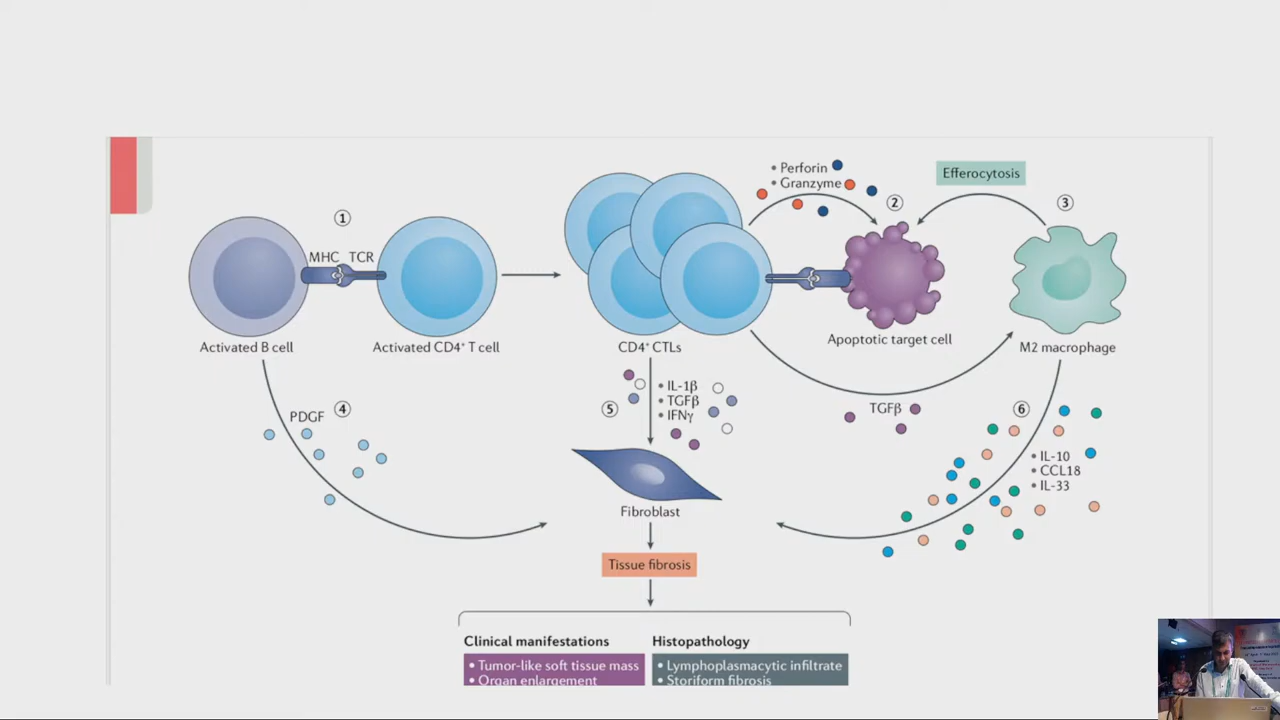 • Perforin
• Granzyme
Efferocytosis
①
②
③
MHC TCR
Activated B cell
Activated CD4⁺ T cell
CD4⁺ CTLs
Apoptotic target cell
M2 macrophage
PDGF
④
⑤
• IL-1β
• TGFβ
• IFNγ
TGFβ
⑥
• IL-10
• CCL18
• IL-33
Fibroblast
Tissue fibrosis
Clinical manifestations
• Tumor-like soft tissue mass
• Organ enlargement
Histopathology
• Lymphoplasmacytic infiltrate
• Storiform fibrosis